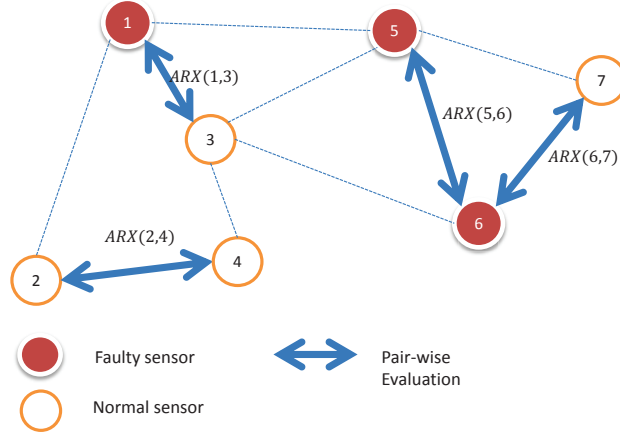 1
5
7
ARX(1,3)
ARX(5,6)
3
ARX(6,7)
6
ARX(2,4)
4
2
Faulty sensor
Pair-wise
Evaluation
Normal sensor